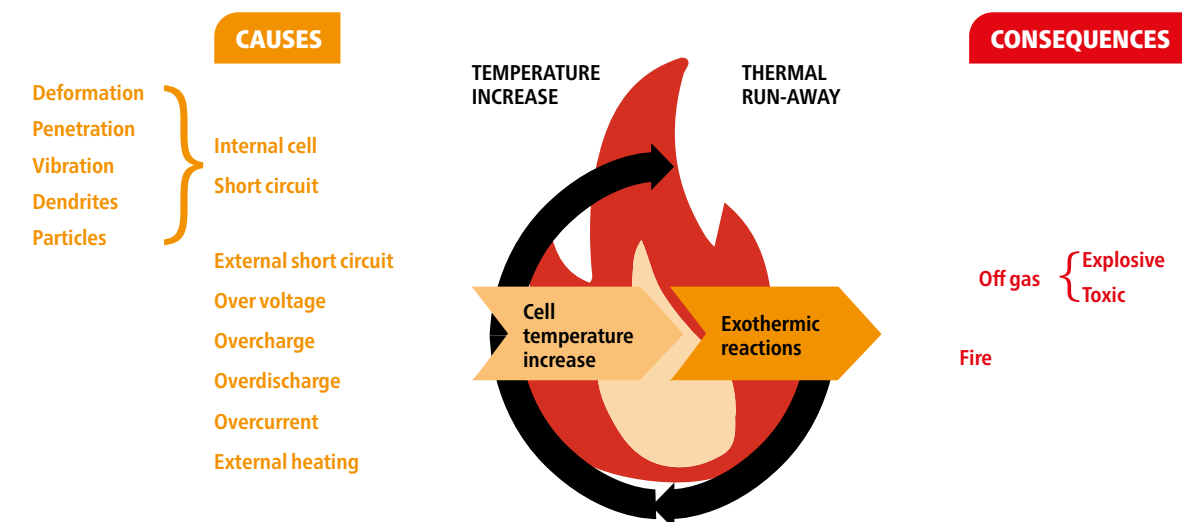 CAUSES
Deformation
Penetration
Vibration
Dendrites
Particles
Internal cell
Short circuit
External short circuit
Over voltage
Overcharge
Overdischarge
Overcurrent
External heating
TEMPERATURE
INCREASE
THERMAL
RUN-AWAY
Cell
temperature
increase
Exothermic
reactions
CONSEQUENCES
Off gas
Explosive
Toxic
Fire